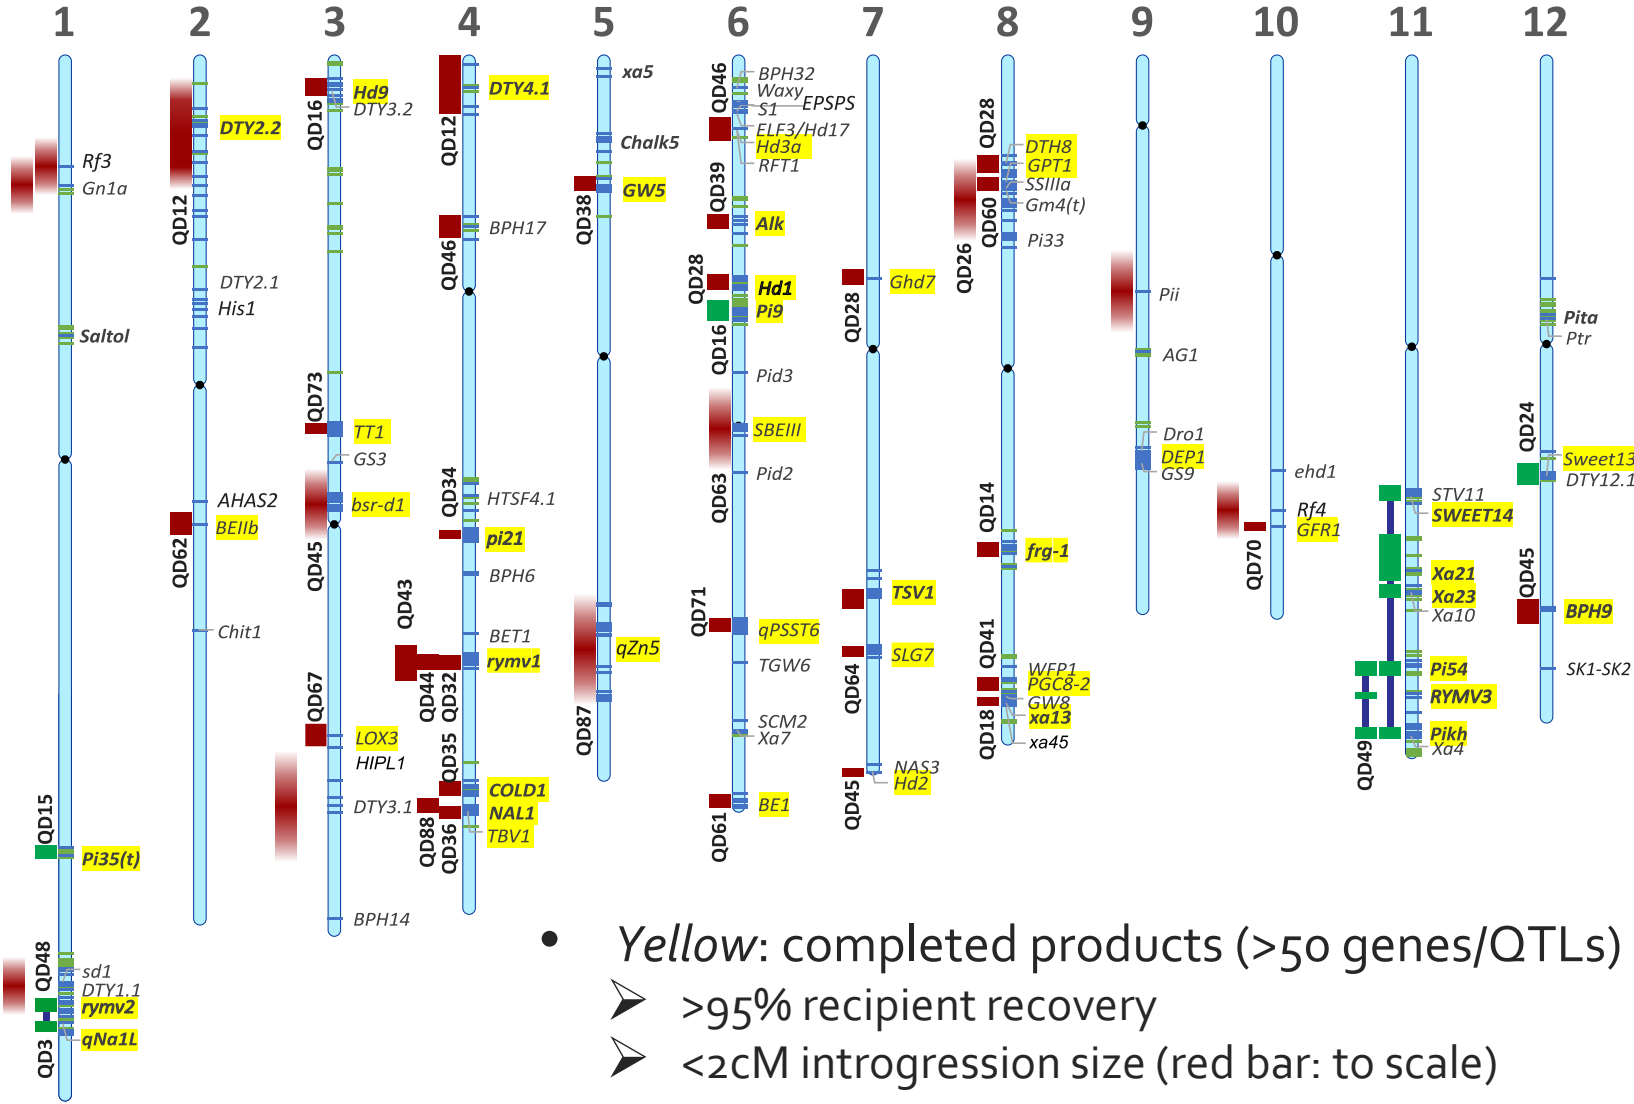 1 2 3 4 5 6 7 8 9 10 11 12
Rf3
Gn1a
Saltol
QD15
Pi35(t)
QD48
sd1
DTY1.1
rymv2
qNa1L
QD3
DTY2.2
QD12
DTY2.1
His1
AHAS2
BEIIb
QD62
Chit1
Hd9
DTY3.2
QD16
QD73
TT1
GS3
bsr-d1
QD45
QD67
LOX3
HIPL1
DTY3.1
BPH14
DTY4.1
QD12
BPH17
QD46
QD34
HTSF4.1
pi21
BPH6
QD43
BET1
rymv1
QD44
QD32
QD35
COLD1
NAL1
TBV1
QD88
QD36
xa5
Chalk5
GW5
QD38
qZn5
QD87
QD46
BPH32
Waxy
S1
EPSPS
ELF3/Hd17
Hd3a
RFT1
QD39
Alk
QD28
Hd1
Pi9
QD16
Pid3
SBEIII
Pid2
QD63
QD71
qPSST6
TGW6
SCM2
Xa7
BE1
QD61
Ghd7
QD28
TSV1
SLG7
QD64
NAS3
Hd2
QD45
QD28
DTH8
GPT1
SSIIIa
Gm4(t)
QD60
QD26
Pi33
QD14
frg-1
QD41
WFP1
PGC8-2
GW8
xa13
QD18
xa45
Pii
AG1
Dro1
DEP1
GS9
ehd1
Rf4
GFR1
QD70
STV11
SWEET14
Xa21
Xa23
Xa10
Pi54
RYMV3
Pikh
Xa4
QD49
Pita
Ptr
QD24
Sweet13
DTY12.1
QD45
BPH9
SK1-SK2
• Yellow: completed products (>50 genes/QTLs)
➢ >95% recipient recovery
➢ <2cM introgression size (red bar: to scale)